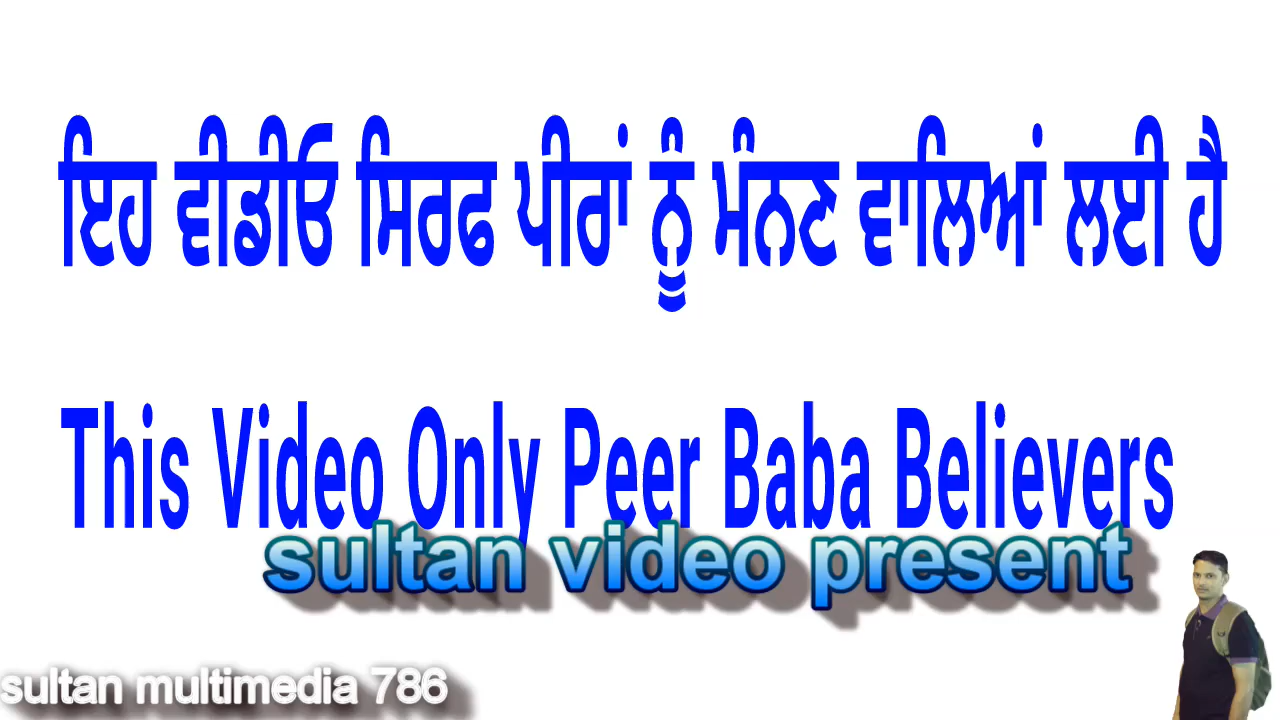 ਇਹ ਵੀਡੀਓ ਸਿਰਫ ਪੀਰਾਂ ਨੂੰ ਮੰਨਣ ਵਾਲਿਆਂ ਲਈ ਹੈ
This Video Only Peer Baba Believers
sultan video present
sultan multimedia 786